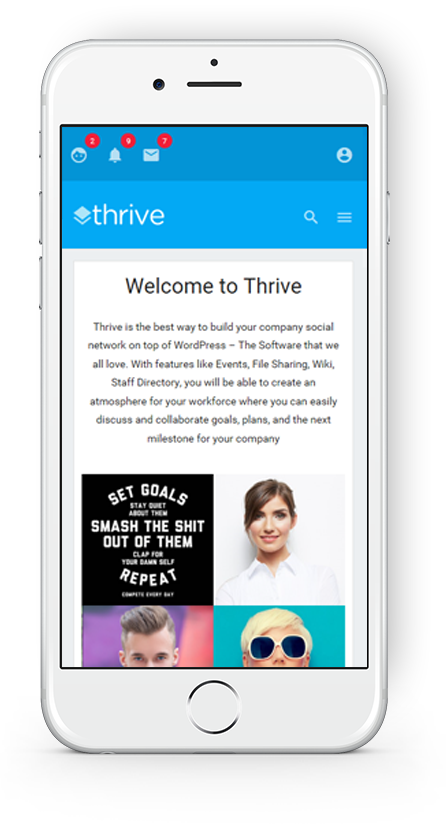 2 9 7
thrive
Welcome to Thrive
Thrive is the best way to build your company social
network on top of WordPress – The Software that we
all love. With features like Events, File Sharing, Wiki,
Staff Directory, you will be able to create an
atmosphere for your workforce where you can easily
discuss and collaborate goals, plans, and the next
milestone for your company
SET GOALS
STAY QUIET
ABOUT THEM
SMASH THE SHIT
OUT OF THEM
CLAP FOR
YOUR DAMN SELF
REPEAT
COMPETE EVERY DAY